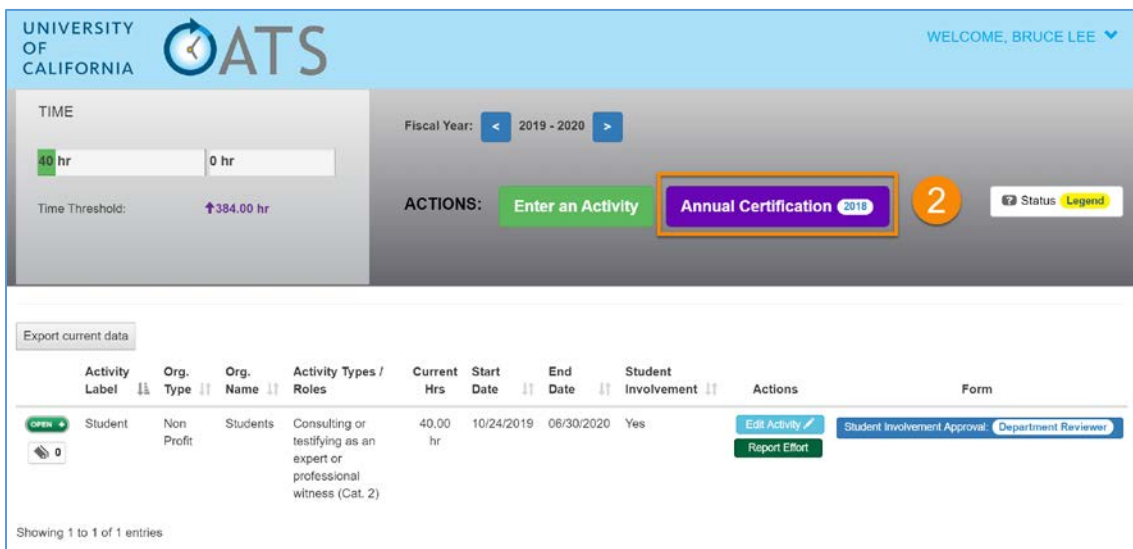 UNIVERSITY
OF
CALIFORNIA
OATS
WELCOME, BRUCE LEE
TIME
40 hr 0 hr
Time Threshold: 384.00 hr
Fiscal Year: < 2019 - 2020 >
ACTIONS: Enter an Activity Annual Certification 2018 2 ? Status Legend
Export current data
Activity Label Org. Type Org. Name Activity Types / Roles Current Hrs Start Date End Date Student Involvement Actions Form
OPEN + Student Non Profit Students Consulting or testifying as an expert or professional witness (Cat. 2) 40.00 hr 10/24/2019 06/30/2020 Yes Edit Activity Student Involvement Approval: Department Reviewer
0 Report Effort
Showing 1 to 1 of 1 entries